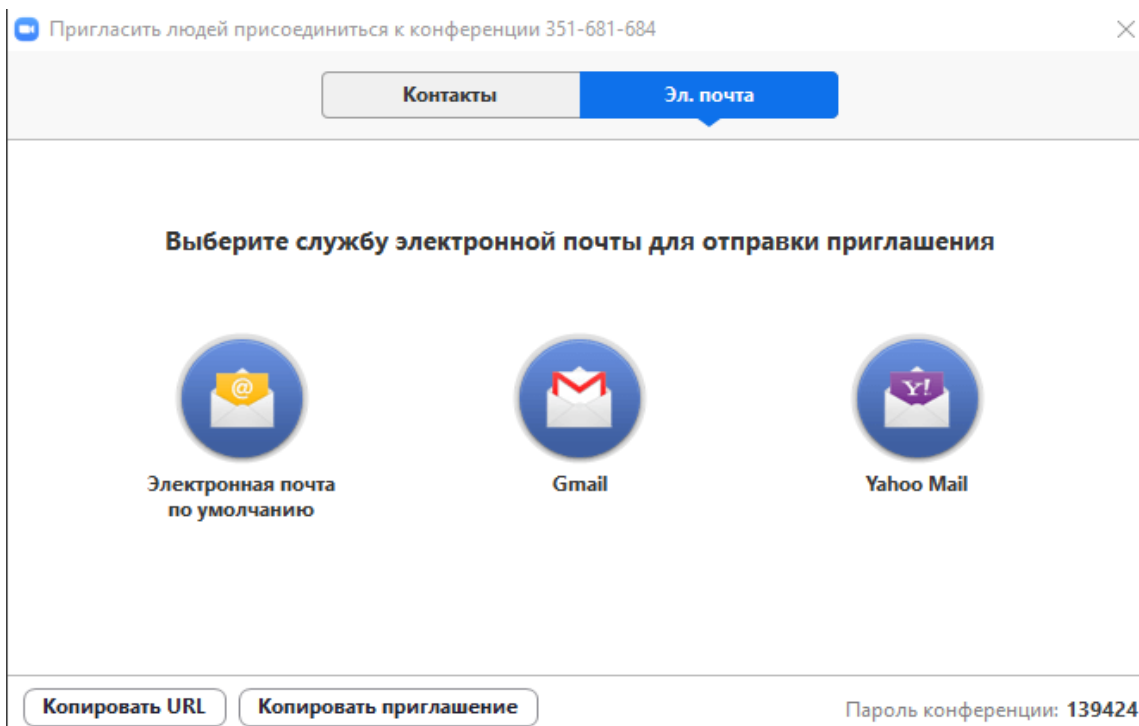 Пригласить людей присоединиться к конференции 351-681-684
Контакты
Эл. почта
Выберите службу электронной почты для отправки приглашения
@
Y!
Электронная почта
по умолчанию
Gmail
Yahoo Mail
Копировать URL
Копировать приглашение
Пароль конференции: 139424